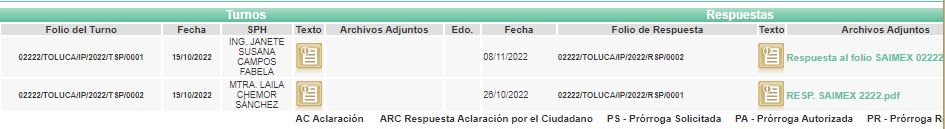 Turnos Respuestas
Folio del Turno Fecha SPH Texto Archivos Adjuntos Edo. Fecha Folio de Respuesta Texto Archivos Adjuntos
02222/TOLUCA/IP/2022/TSP/0001 19/10/2022 ING. JANETE SUSANA CAMPOS FABELA 08/11/2022 02222/TOLUCA/IP/2022/RSP/0002 Respuesta al folio SAIMEX 02222
02222/TOLUCA/IP/2022/TSP/0002 19/10/2022 MTRA. LAILA CHEMOR SANCHEZ 26/10/2022 02222/TOLUCA/IP/2022/RSP/0001 RESP. SAIMEX 2222.pdf
AC Aclaración ARC Respuesta Aclaración por el Ciudadano PS - Prórroga Solicitada PA - Prórroga Autorizada PR - Prórroga